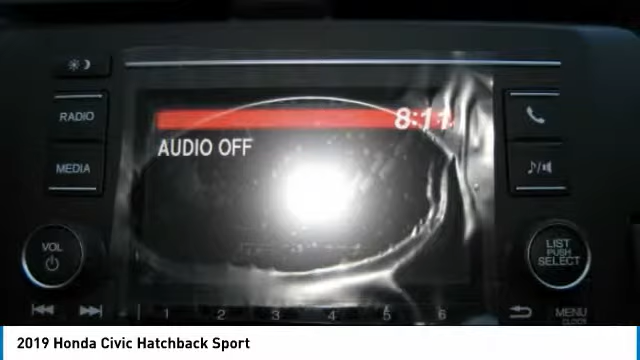 8:11
RADIO
AUDIO OFF
MEDIA
VOL
LIST
PUSH
SELECT
1 2 3 4 5 6
MENU
CLOCK
2019 Honda Civic Hatchback Sport